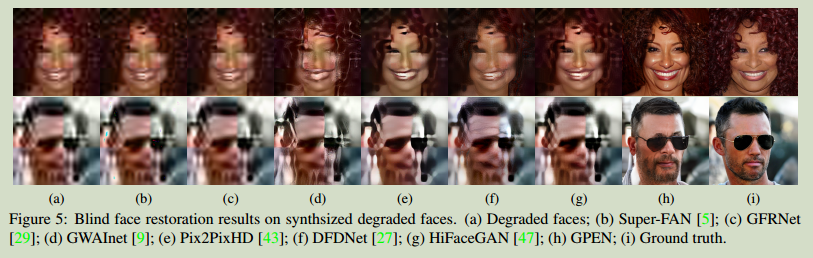 (a) (b) (c) (d) (e) (f) (g) (h) (i)
Figure 5: Blind face restoration results on synthsized degraded faces. (a) Degraded faces; (b) Super-FAN [5]; (c) GFRNet
[29]; (d) GWAInet [9]; (e) Pix2PixHD [43]; (f) DFDNet [27]; (g) HiFaceGAN [47]; (h) GPEN; (i) Ground truth.